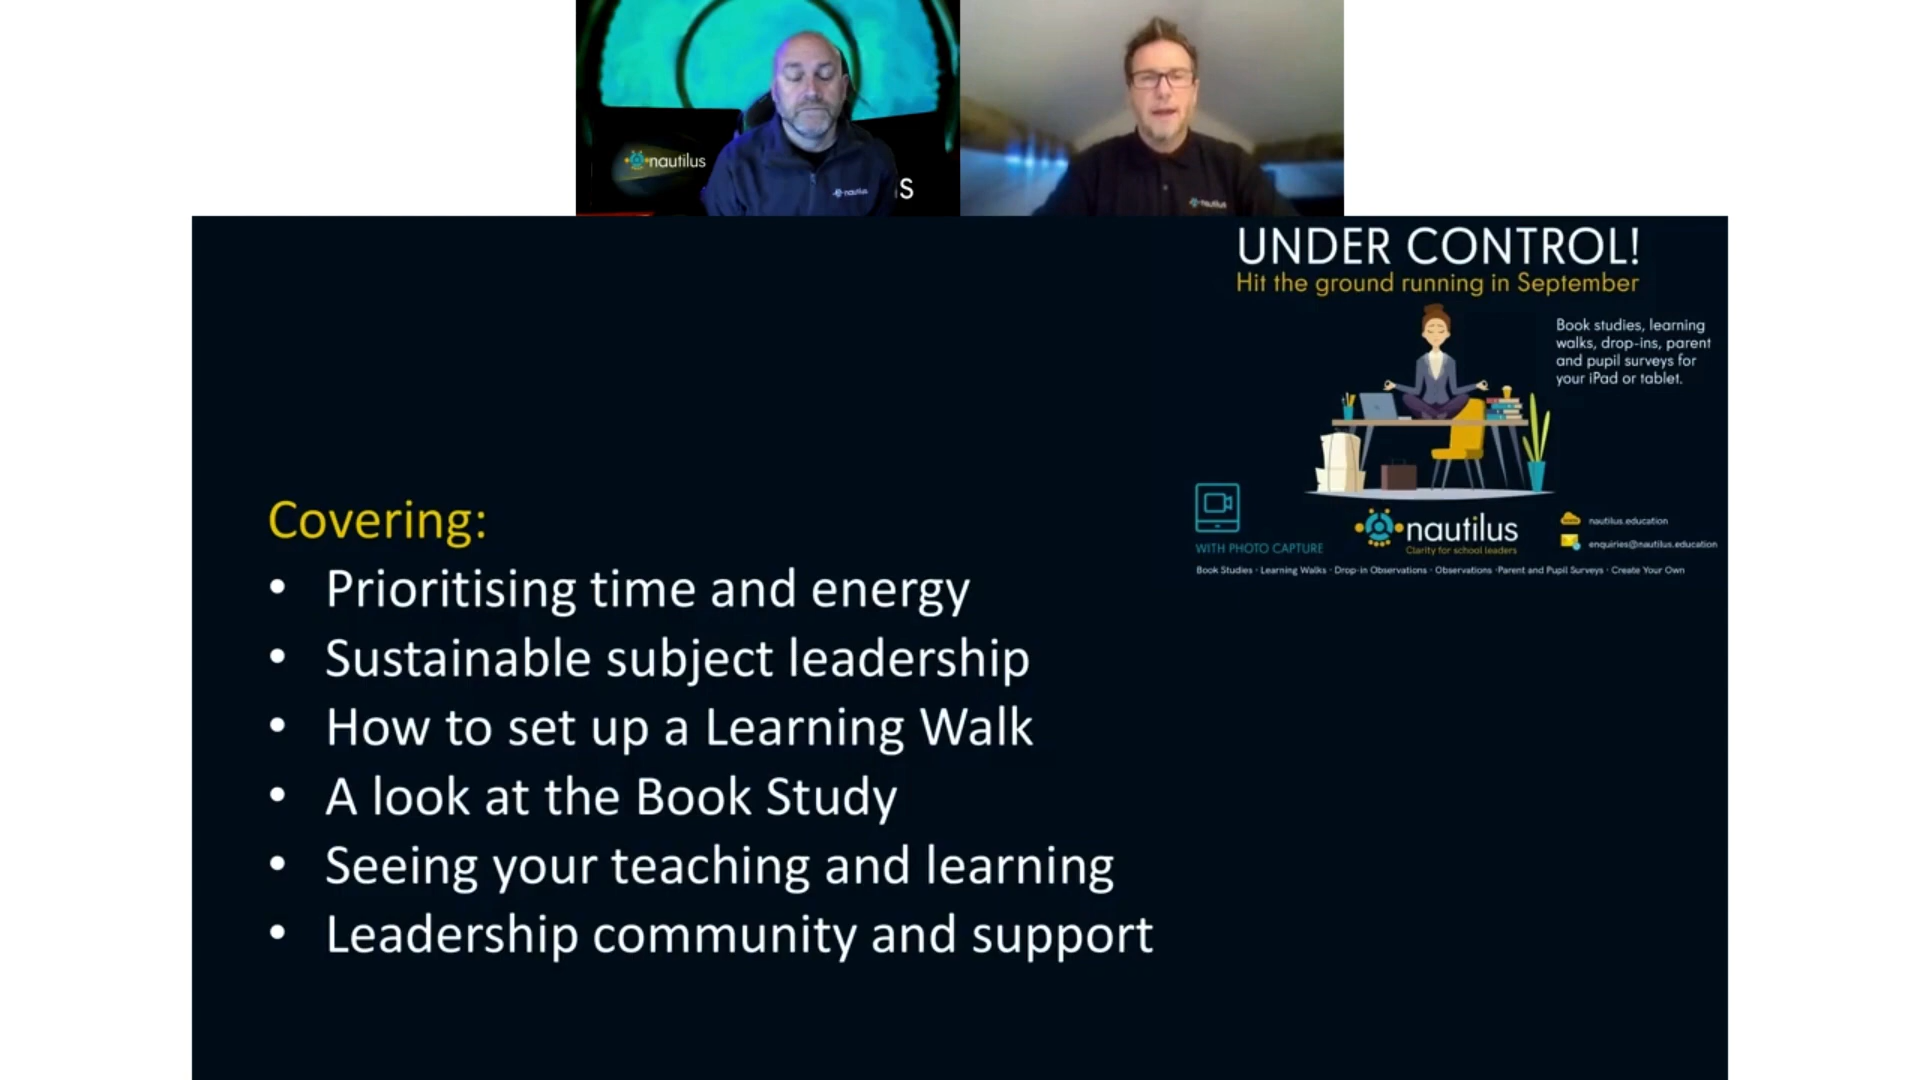 nautilus
nautilus
s
nautilus
UNDER CONTROL!
Hit the ground running in September
Book studies, learning
walks, drop-ins, parent
and pupil surveys for
your iPad or tablet.
WITH PHOTO CAPTURE
nautilus
Clarity for school leaders
nautilus.education
enquiries@nautilus.education
Book Studies · Learning Walks · Drop-in Observations · Observations ·Parent and Pupil Surveys · Create Your Own
Covering:
• Prioritising time and energy
• Sustainable subject leadership
• How to set up a Learning Walk
• A look at the Book Study
• Seeing your teaching and learning
• Leadership community and support